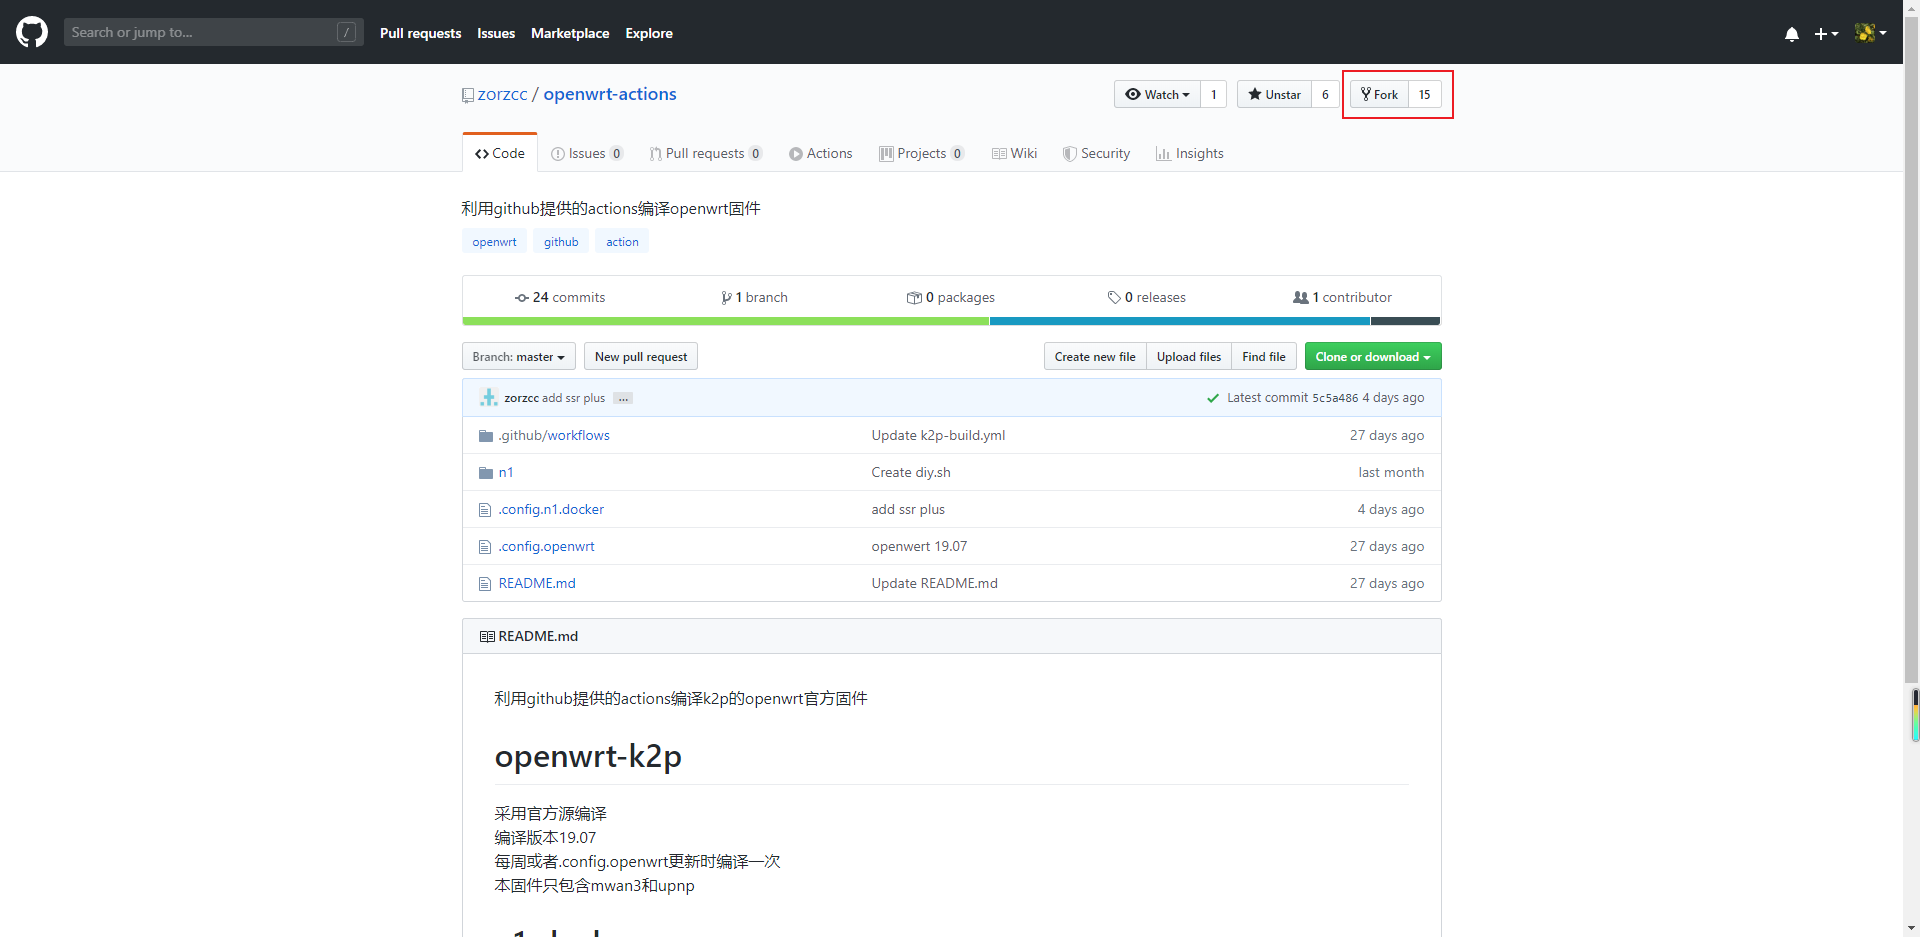 Search or jump to... / Pull requests Issues Marketplace Explore
zorzcc / openwrt-actions Watch 1 Unstar 6 Fork 15
Code Issues 0 Pull requests 0 Actions Projects 0 Wiki Security Insights
利用github提供的actions编译openwrt固件
openwrt github action
24 commits 1 branch 0 packages 0 releases 1 contributor
Branch: master New pull request Create new file Upload files Find file Clone or download
zorzcc add ssr plus ... Latest commit 5c5a486 4 days ago
.github/workflows Update k2p-build.yml 27 days ago
n1 Create diy.sh last month
.config.n1.docker add ssr plus 4 days ago
.config.openwrt openwert 19.07 27 days ago
README.md Update README.md 27 days ago
README.md
利用github提供的actions编译k2p的openwrt官方固件
openwrt-k2p
采用官方源编译
编译版本19.07
每周或者.config.openwrt更新时编译一次
本固件只包含mwan3和upnp